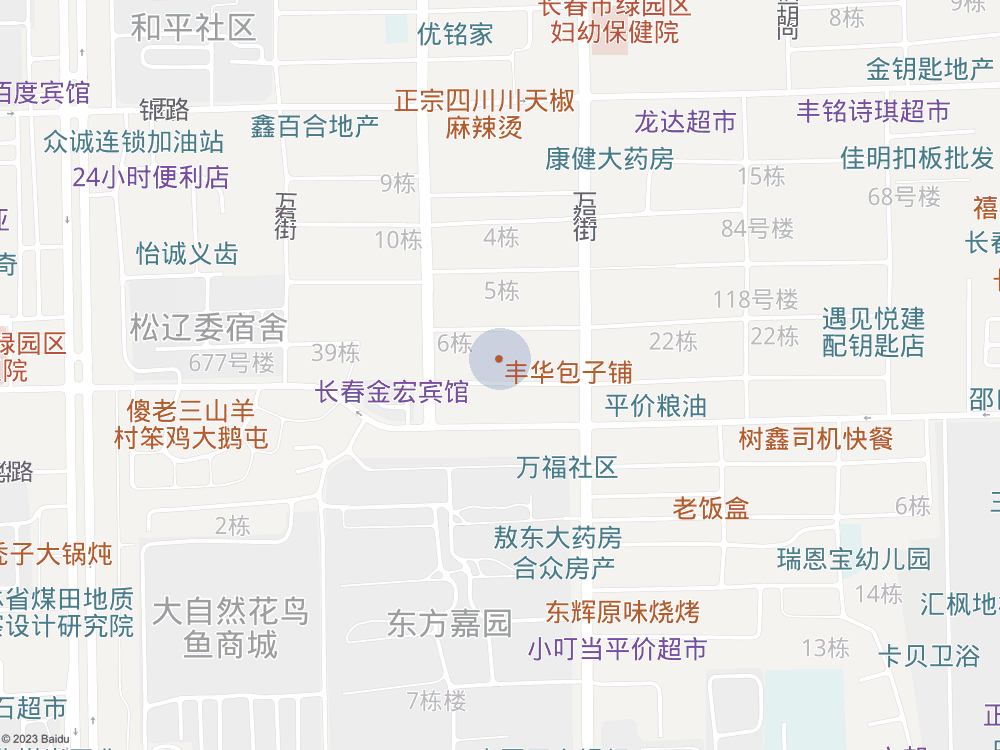 长春市绿园区
妇幼保健院
8栋
9栋
和平社区
优铭家
金钥匙地产
百度宾馆
正宗四川川天椒
麻辣烫
锦西路
丰铭诗琪超市
龙达超市
鑫百合地产
众诚连锁加油站
康健大药房
佳明扣板批发
24小时便利店
9栋
15栋
68号楼
万福街
84号楼
10栋
4栋
怡诚义齿
5栋
118号楼
遇见悦建
配钥匙店
松辽委宿舍
绿园区
677号楼
39栋
6栋
22栋
22栋
丰华包子铺
长春金宏宾馆
平价粮油
傻老三山羊
村笨鸡大鹅屯
树鑫司机快餐
万福社区
老饭盒
6栋
2栋
敖东大药房
合众房产
瑞恩宝幼儿园
秃子大锅炖
14栋
省煤田地质
设计研究院
大自然花鸟
鱼商城
东方嘉园
东辉原味烧烤
汇枫地
小叮当平价超市
13栋
卡贝卫浴
7栋楼
石超市
© 2023 Baidu